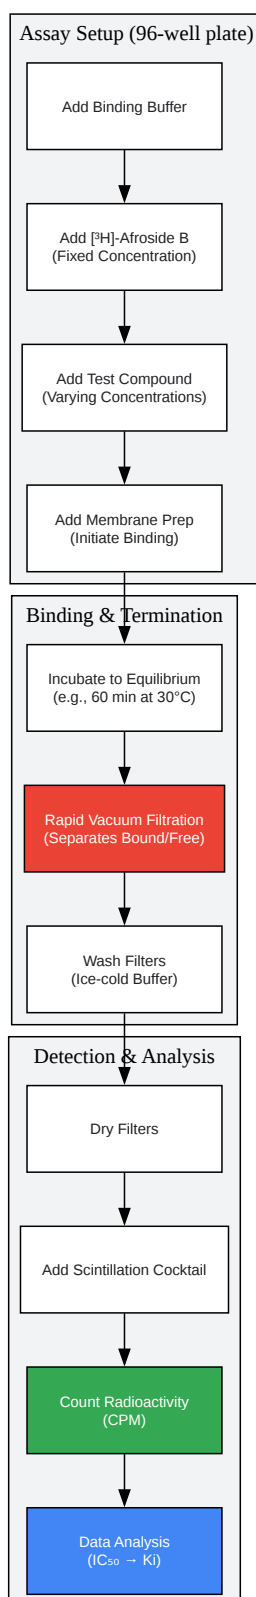 Assay Setup (96-well plate)
Add Binding Buffer
Add [³H]-Afroside B
(Fixed Concentration)
Add Test Compound
(Varying Concentrations)
Add Membrane Prep
(Initiate Binding)
Binding & Termination
Incubate to Equilibrium
(e.g., 60 min at 30°C)
Rapid Vacuum Filtration
(Separates Bound/Free)
Wash Filters
(Ice-cold Buffer)
Detection & Analysis
Dry Filters
Add Scintillation Cocktail
Count Radioactivity
(CPM)
Data Analysis
(IC₅₀ → Ki)